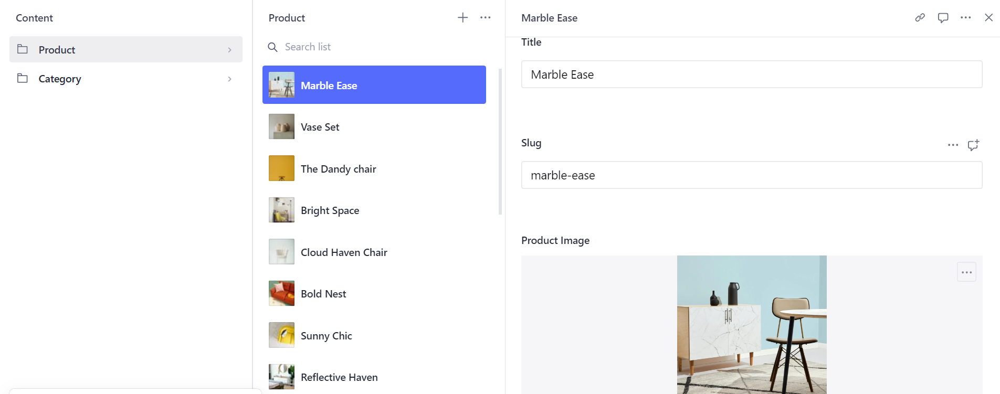 Content
Product
Category
Product
Search list
Marble Ease
Vase Set
The Dandy chair
Bright Space
Cloud Haven Chair
Bold Nest
Sunny Chic
Reflective Haven
Marble Ease
Title
Marble Ease
Slug
marble-ease
Product Image